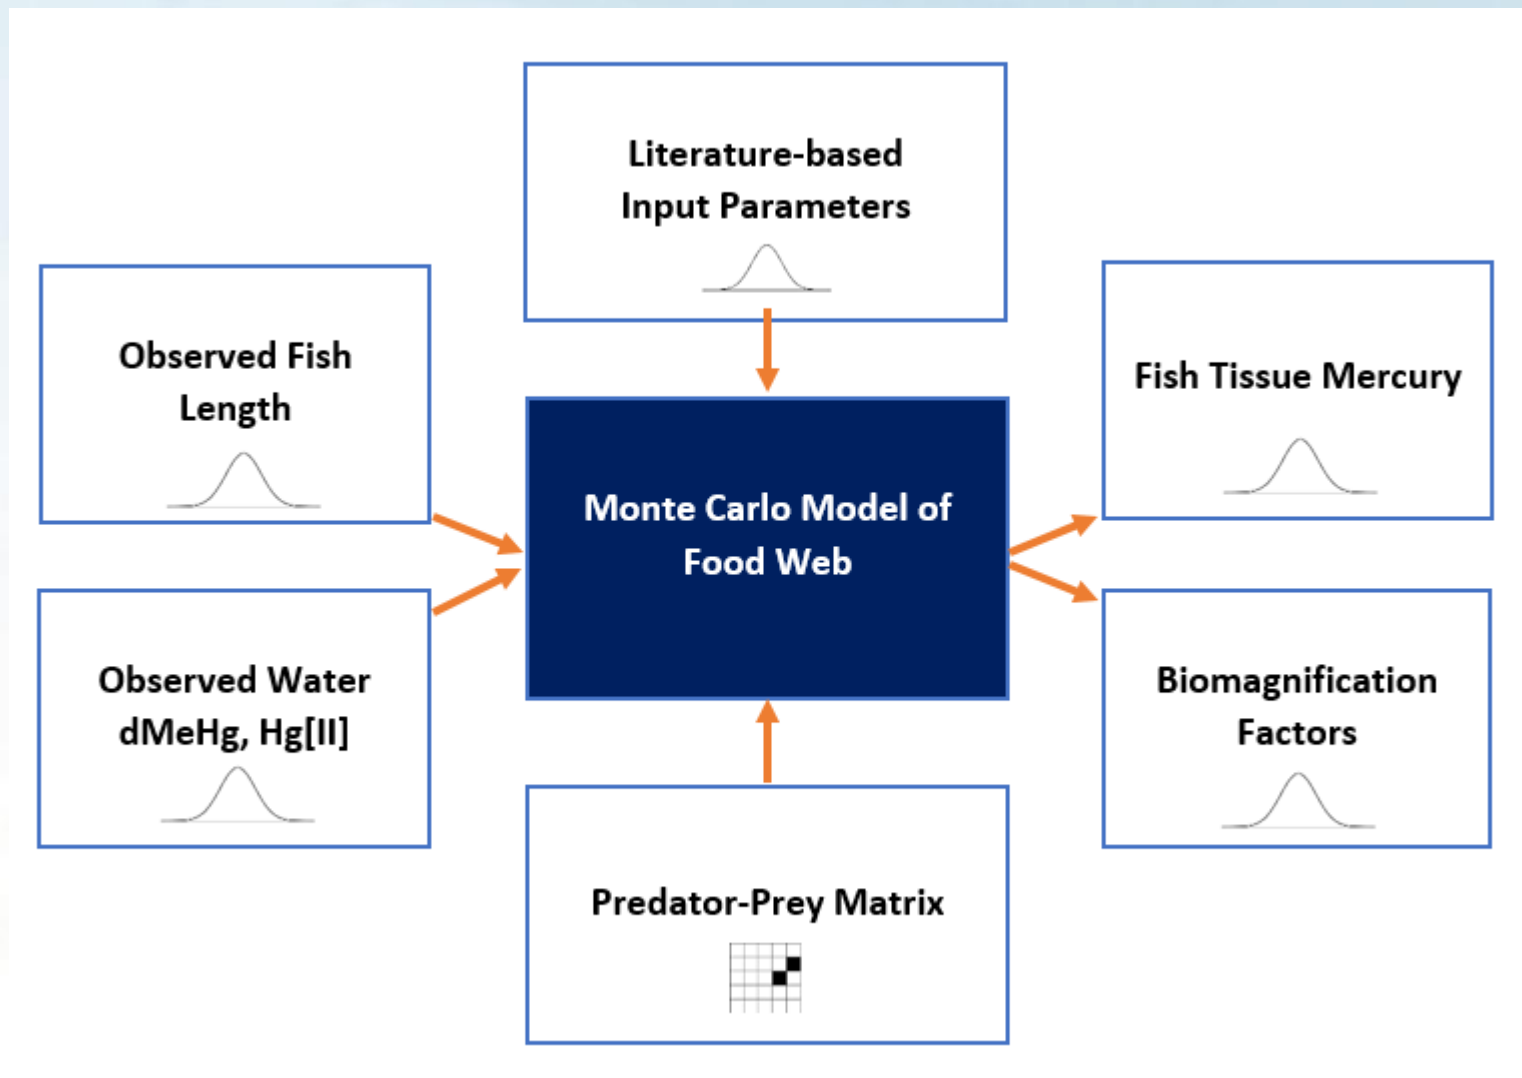 Literature-based
Input Parameters
Observed Fish
Length
Fish Tissue Mercury
Monte Carlo Model of
Food Web
Observed Water
dMeHg, Hg[II]
Biomagnification
Factors
Predator-Prey Matrix